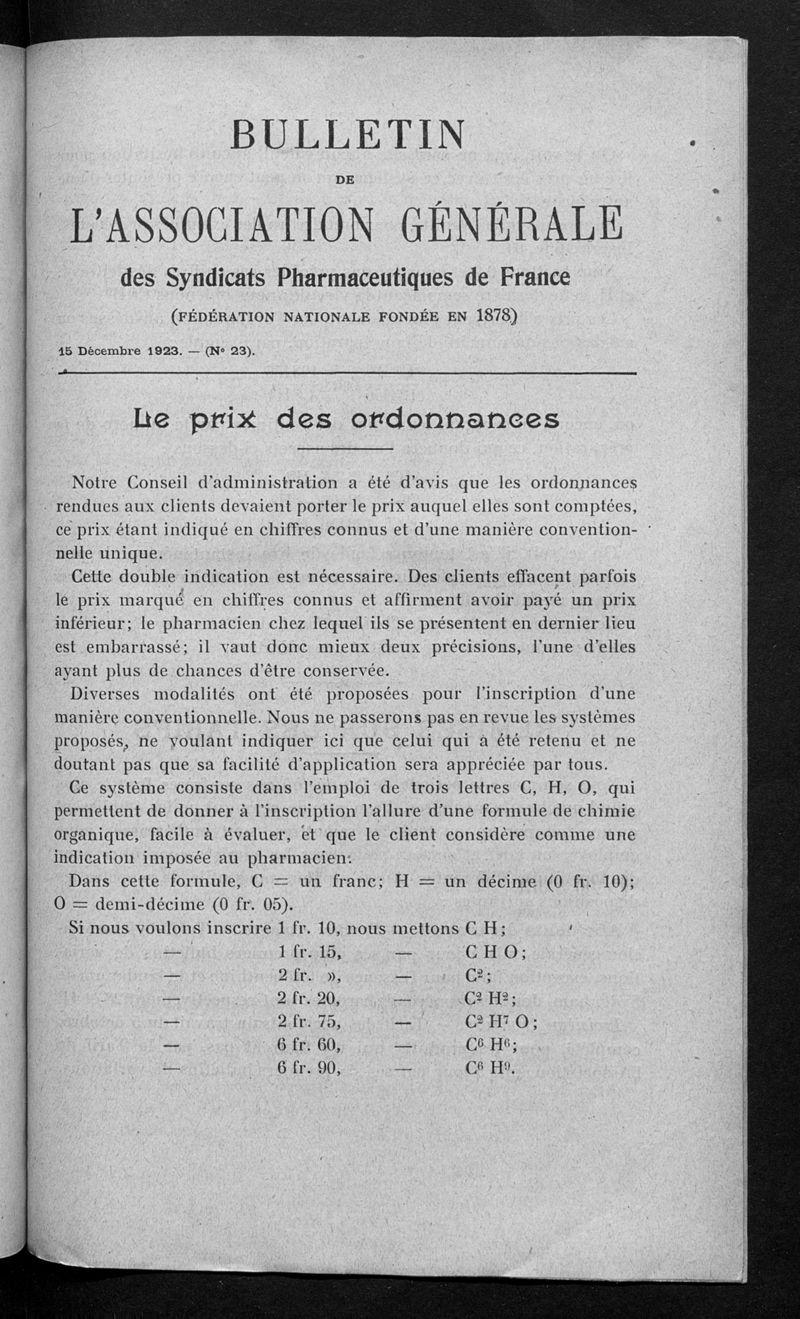 BULLETIN
DE
L'ASSOCIATION GÉNÉRALE
des Syndicats Pharmaceutiques de France
(FÉDÉRATION NATIONALE FONDÉE EN 1878)
15 Décembre 1923. — (N° 23).
Le prix des ordonnances
Notre Conseil d'administration a été d'avis que les ordonnances
rendues aux clients devaient porter le prix auquel elles sont comptées,
ce prix étant indiqué en chiffres connus et d'une manière convention-
nelle unique.
Cette double indication est nécessaire. Des clients effacent parfois
le prix marqué en chiffres connus et affirment avoir payé un prix
inférieur; le pharmacien chez lequel ils se présentent en dernier lieu
est embarrassé; il vaut donc mieux deux précisions, l'une d'elles
ayant plus de chances d'être conservée.
Diverses modalités ont été proposées pour l'inscription d'une
manière conventionnelle. Nous ne passerons pas en revue les systèmes
proposés, ne voulant indiquer ici que celui qui a été retenu et ne
doutant pas que sa facilité d'application sera appréciée par tous.
Ce système consiste dans l'emploi de trois lettres C, H, O, qui
permettent de donner à l'inscription l'allure d'une formule de chimie
organique, facile à évaluer, et que le client considère comme une
indication imposée au pharmacien.
Dans cette formule, C = un franc; H = un décime (0 fr. 10);
O = demi-décime (0 fr. 05).
Si nous voulons inscrire 1 fr. 10, nous mettons C H;
— 1 fr. 15, — C H O;
— 2 fr. », — C²;
— 2 fr. 20, — C² H²;
— 2 fr. 75, — C² H⁷ O;
— 6 fr. 60, — C⁶ H⁶;
— 6 fr. 90, — C⁶ H⁹.